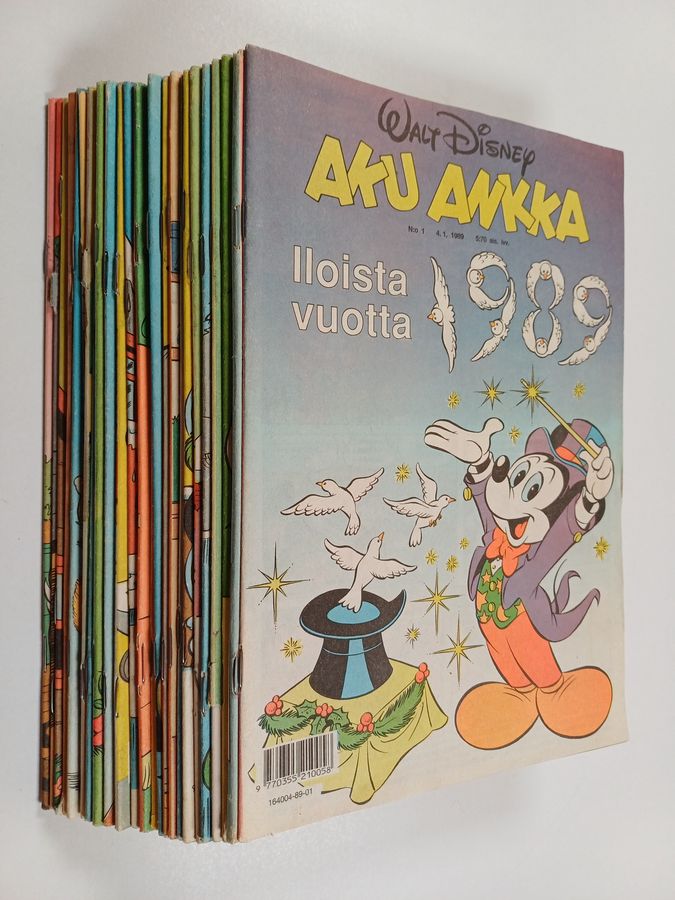 WALT DISNEY
AKU ANKKA
N:o 1 4.1. 1989 5:70 sis. lvv.
Iloista
vuotta 1989
9 770355 210058
164004-89-01